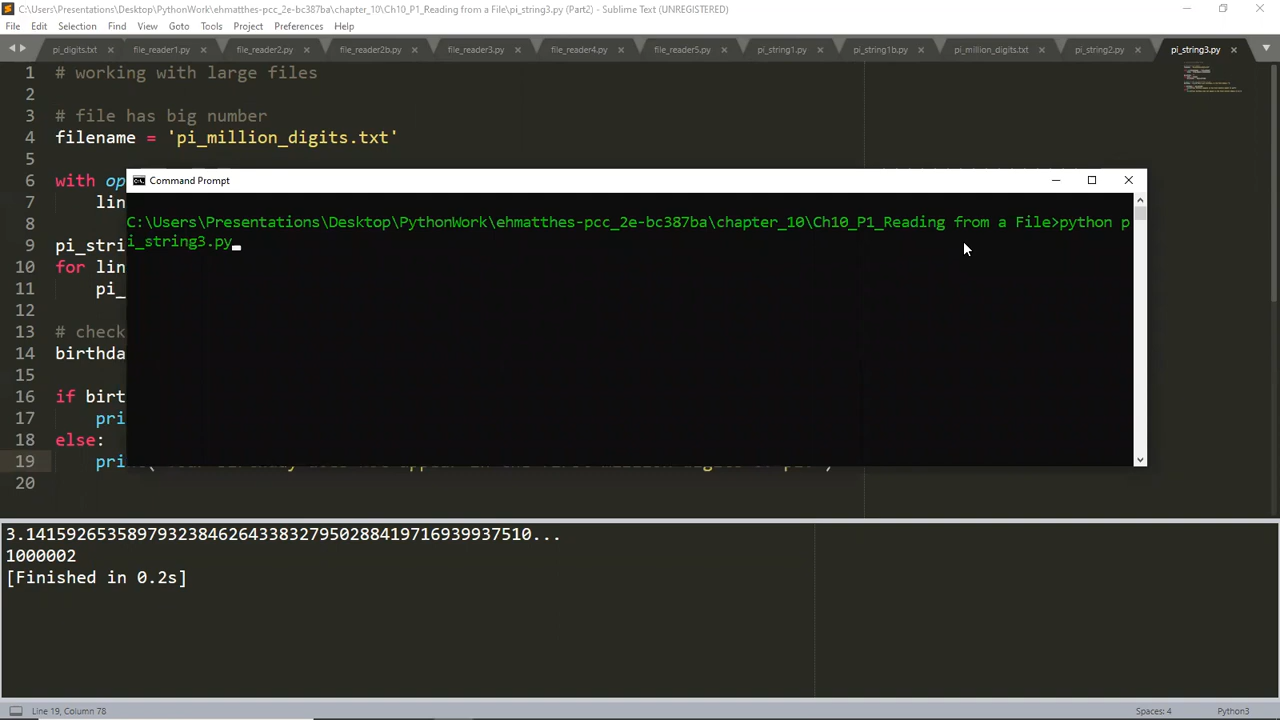 C:\Users\Presentations\Desktop\PythonWork\ehmatthes-pcc_2e-bc387ba\chapter_10\Ch10_P1_Reading from a File\pi_string3.py (Part2) - Sublime Text (UNREGISTERED)
File Edit Selection Find View Goto Tools Project Preferences Help
pi_digits.txt file_reader1.py file_reader2.py file_reader2b.py file_reader3.py file_reader4.py file_reader5.py pi_string1.py pi_string1b.py pi_million_digits.txt pi_string2.py pi_string3.py
1 # working with large files
2
3 # file has big number
4 filename = 'pi_million_digits.txt'
5
6 with op
7 lin
8
9 pi_stri
10 for lin
11 pi_
12
13 # check
14 birthda
15
16 if birt
17 pri
18 else:
19 pri
20
Command Prompt
C:\Users\Presentations\Desktop\PythonWork\ehmatthes-pcc_2e-bc387ba\chapter_10\Ch10_P1_Reading from a File>python p
i_string3.py
3.14159265358979323846264338327950288419716939937510...
1000002
[Finished in 0.2s]
Line 19, Column 78
Spaces: 4
Python3